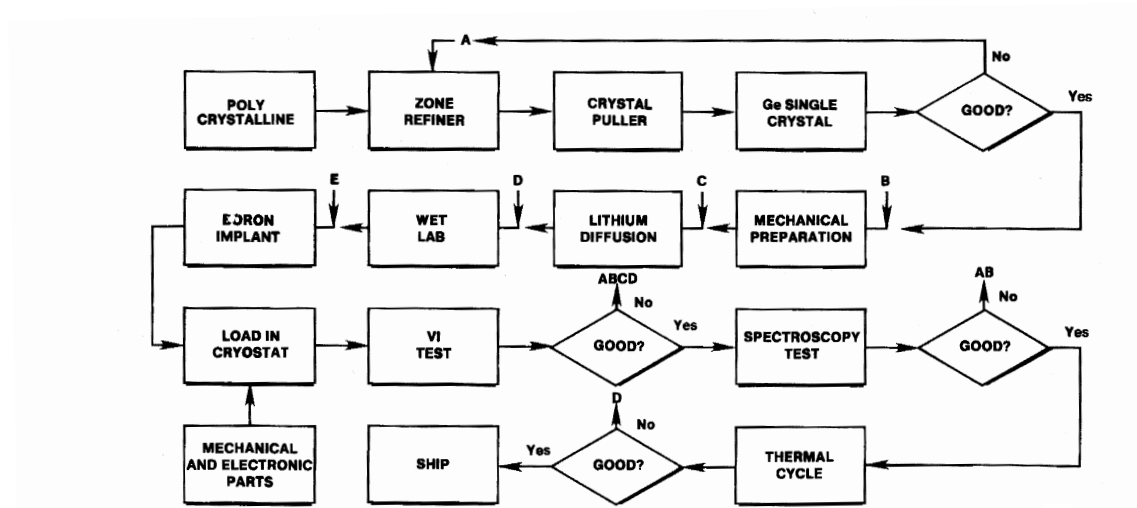 A
No
POLY
CRYSTALLINE
ZONE
REFINER
CRYSTAL
PULLER
Ge SINGLE
CRYSTAL
GOOD?
Yes
E
D
C
B
BORON
IMPLANT
WET
LAB
LITHIUM
DIFFUSION
MECHANICAL
PREPARATION
ABCD
No
AB
No
LOAD IN
CRYOSTAT
VI
TEST
GOOD?
Yes
SPECTROSCOPY
TEST
GOOD?
Yes
D
No
MECHANICAL
AND ELECTRONIC
PARTS
SHIP
Yes
GOOD?
THERMAL
CYCLE